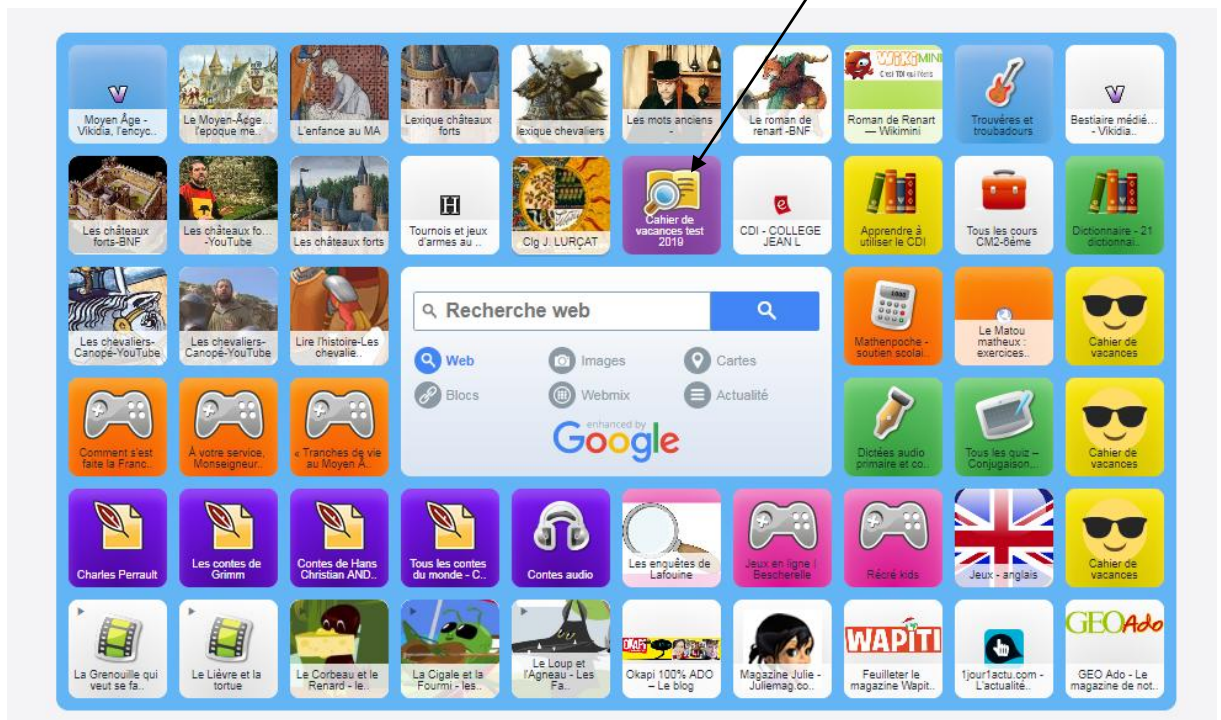 Moyen Âge -
Vikidia, l'encyc..
Le Moyen-Âge...
l'époque mé..
L'enfance au MA
Lexique châteaux
forts
lexique chevaliers
Les mots anciens
-
Le roman de
renart -BNF
WIKIMINI
C'est TOI qui l'écris
Roman de Renart
— Wikimini
Trouvéres et
troubadours
Bestiaire médié...
- Vikidia..
Les châteaux
forts-BNF
Les châteaux fo...
-YouTube
Les châteaux forts
Tournois et jeux
d'armes au ..
Clg J. LURÇAT
Cahier de
vacances test
2019
CDI - COLLEGE
JEAN L
Apprendre à
utiliser le CDI
Tous les cours
CM2-6ème
Dictionnaire - 21
dictionnai..
Les chevaliers-
Canopé-YouTube
Les chevaliers-
Canopé-YouTube
Lire l'histoire-Les
chevalie..
Recherche web
Web
Images
Cartes
Blocs
Webmix
Actualité
enhanced by
Google
Mathenpoche -
soutien scolai..
Le Matou
matheux :
exercices..
Cahier de
vacances
Comment s'est
faite la Franc..
À votre service,
Monseigneur..
« Tranches de vie
au Moyen Â..
Dictées audio
primaire et co..
Tous les quiz –
Conjugaison,..
Cahier de
vacances
Charles Perrault
Les contes de
Grimm
Contes de Hans
Christian AND..
Tous les contes
du monde - C..
Contes audio
Les enquêtes de
Lafouine
Jeux en ligne |
Bescherelle
Récré kids
Jeux - anglais
Cahier de
vacances
La Grenouille qui
veut se fa..
Le Lièvre et la
tortue
Le Corbeau et le
Renard - le..
La Cigale et la
Fourmi - les..
Le Loup et
l'Agneau - Les
Fa..
OKAPI
Okapi 100% ADO
– Le blog
Magazine Julie -
Juliemag.co..
WAPITI
Feuilleter le
magazine Wapit..
1jour1actu.com -
L'actualité..
GEOAdo
GEO Ado - Le
magazine de not..